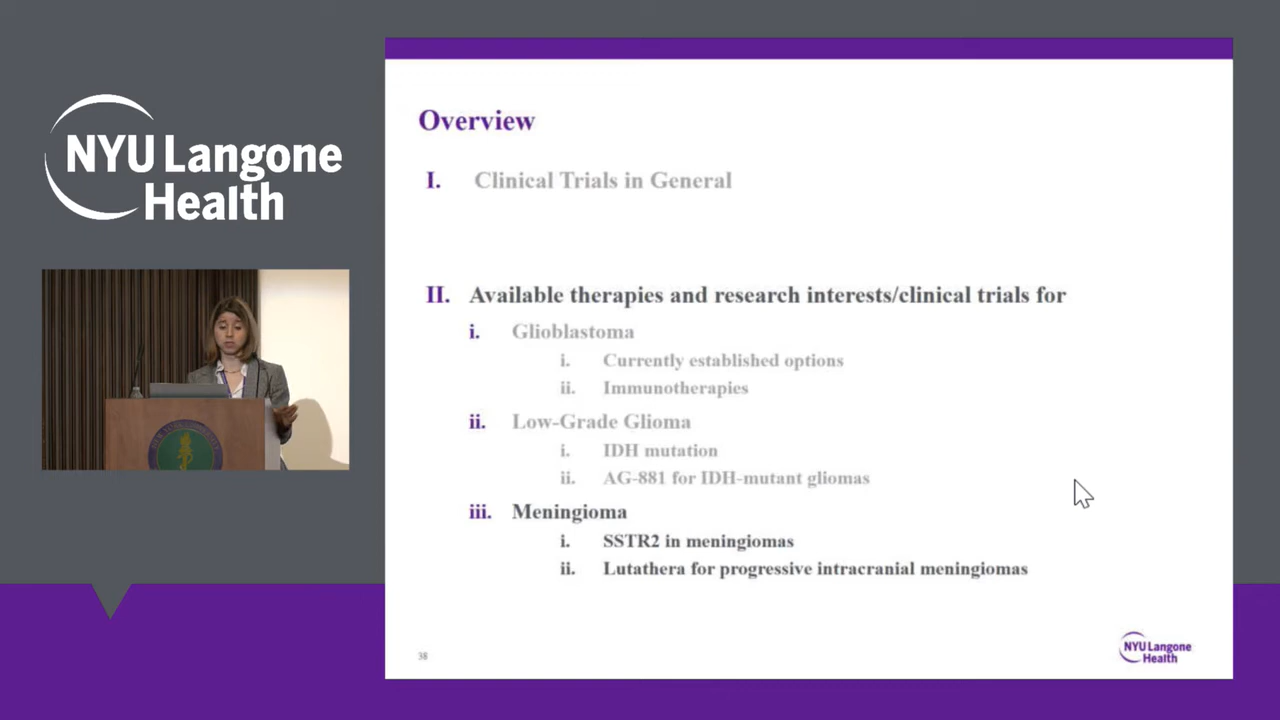 NYU Langone
Health
Overview
I. Clinical Trials in General
II. Available therapies and research interests/clinical trials for
i. Glioblastoma
i. Currently established options
ii. Immunotherapies
ii. Low-Grade Glioma
i. IDH mutation
ii. AG-881 for IDH-mutant gliomas
iii. Meningioma
i. SSTR2 in meningiomas
ii. Lutathera for progressive intracranial meningiomas
38
NYU Langone
Health